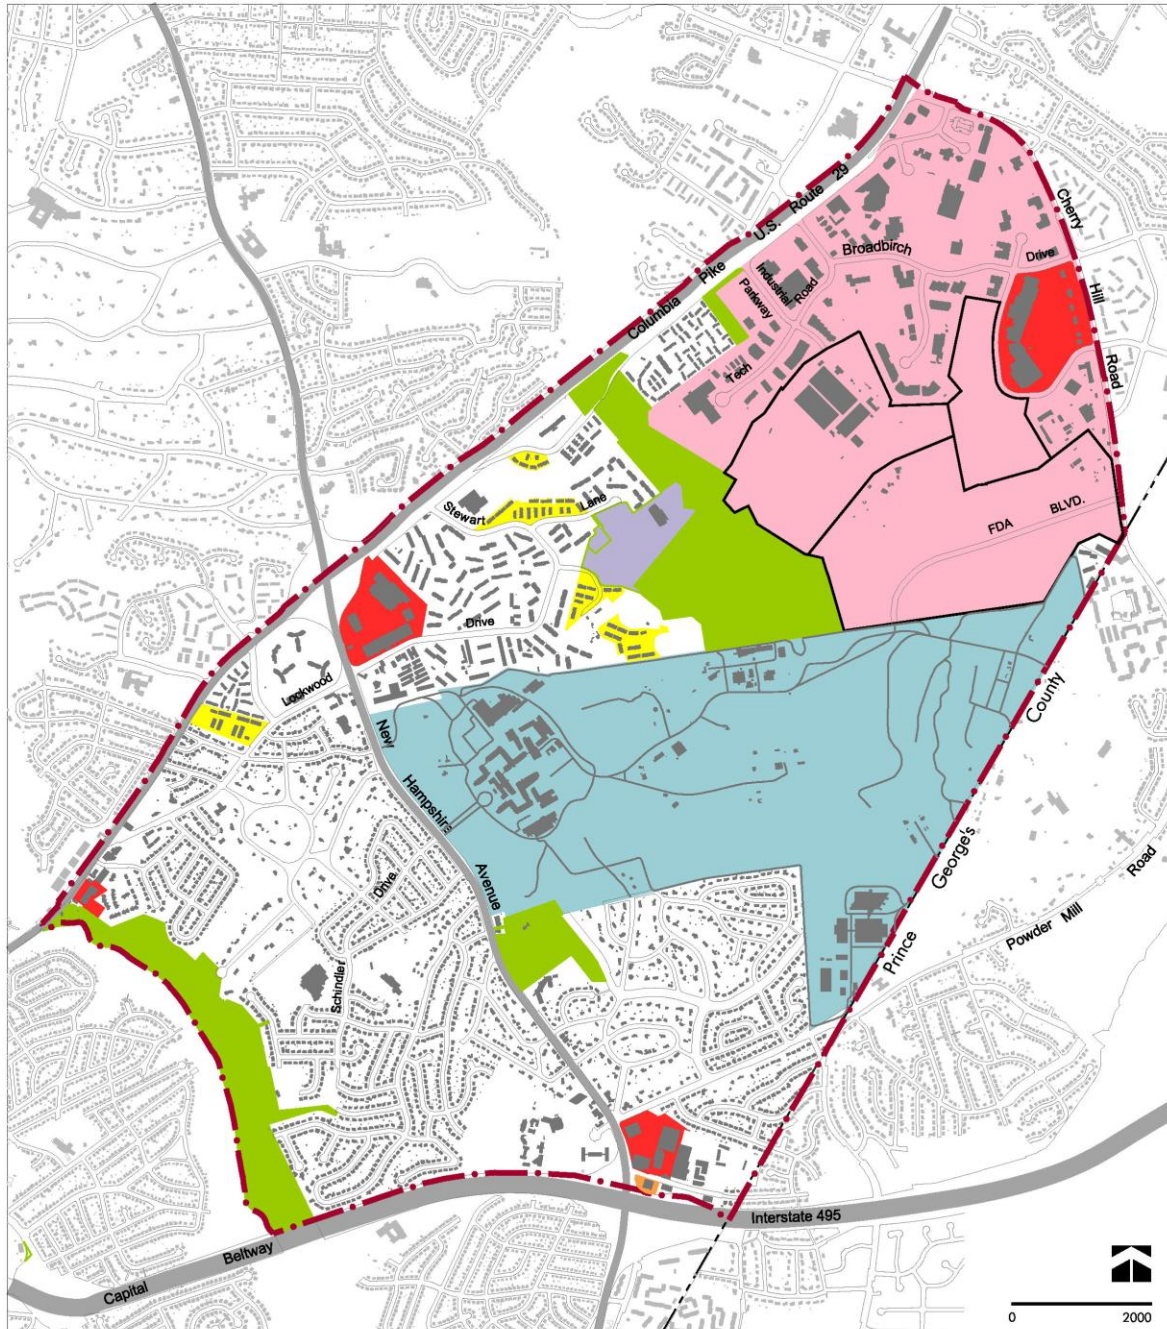 Columbia Pike U.S. Route 29
Cherry Hill Road
Broadbirch Drive
Industrial
Parkway
Road
Tech
FDA BLVD.
Stewart Lane
Lockwood Drive
New Hampshire Avenue
Schindler Drive
Prince George's County
Powder Mill Road
Capital Beltway Interstate 495
0 2000